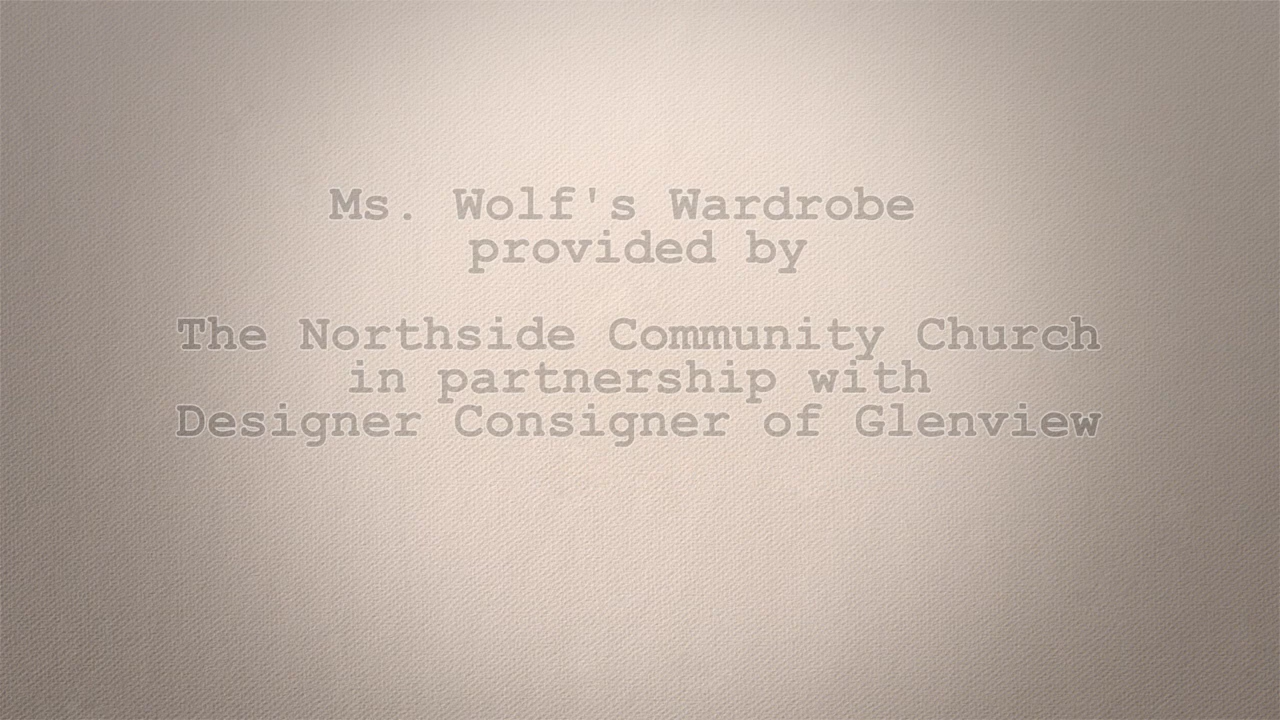 Ms. Wolf's Wardrobe
provided by
The Northside Community Church
in partnership with
Designer Consigner of Glenview